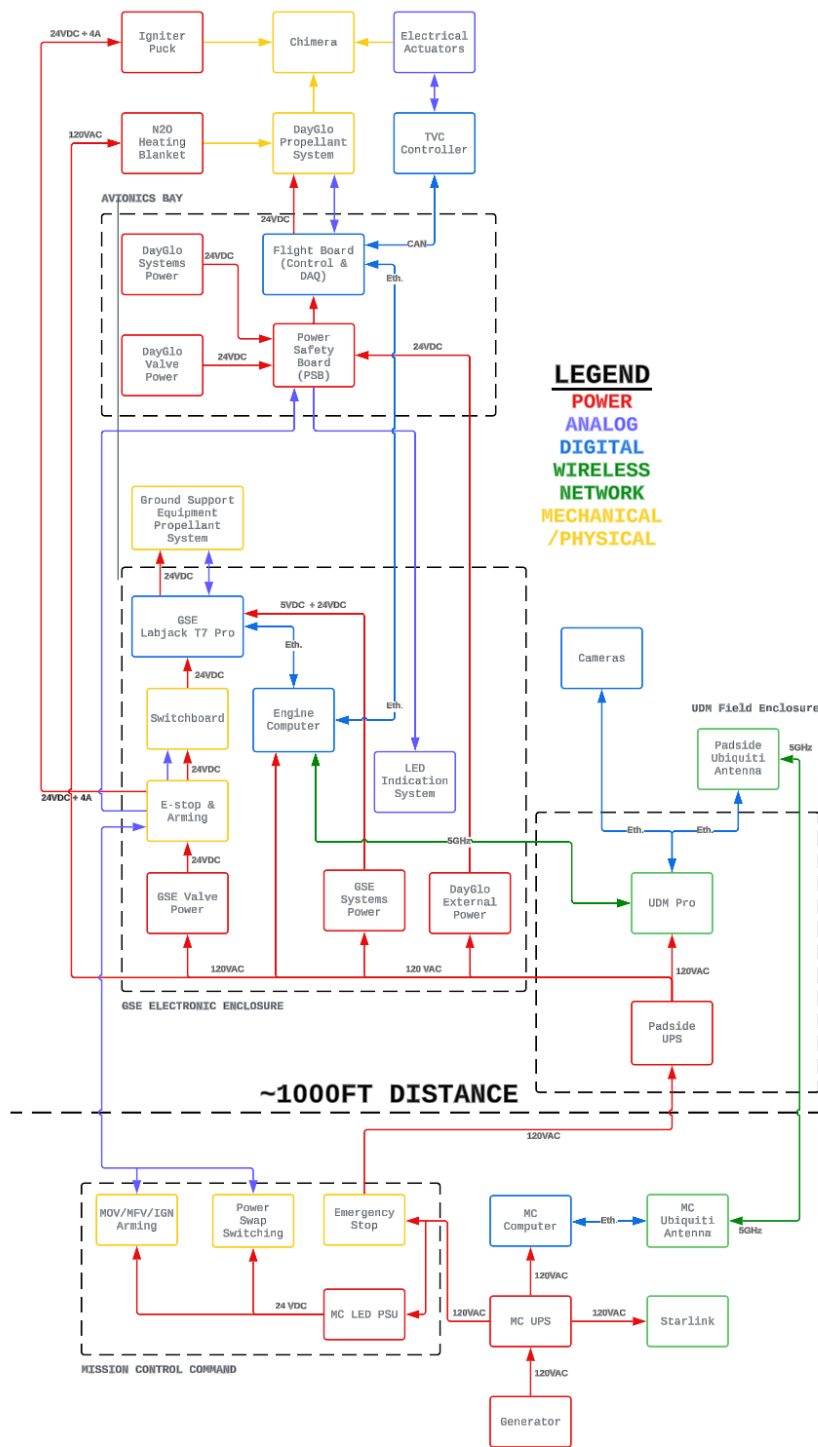 24VDC + 4A
Igniter
Puck
Chimera
Electrical
Actuators
120VAC
N2O
Heating
Blanket
DayGlo
Propellant
System
TVC
Controller
AVIONICS BAY
24VDC
DayGlo
Systems
Power
24VDC
Flight Board
(Control &
DAQ)
CAN
Eth.
DayGlo
Valve
Power
24VDC
Power
Safety
Board
(PSB)
24VDC
LEGEND
POWER
ANALOG
DIGITAL
WIRELESS
NETWORK
MECHANICAL
/PHYSICAL
Ground Support
Equipment
Propellant
System
24VDC
GSE
Labjack T7 Pro
5VDC + 24VDC
Eth.
Cameras
24VDC
Switchboard
Engine
Computer
Eth.
UDM Field Enclosure
Padside
Ubiquiti
Antenna
5GHz
LED
Indication
System
24VDC
24VDC + 4A
E-stop &
Arming
Eth.
Eth.
5GHz
24VDC
GSE Valve
Power
GSE
Systems
Power
DayGlo
External
Power
UDM Pro
120VAC
120 VAC
120VAC
GSE ELECTRONIC ENCLOSURE
Padside
UPS
~1000FT DISTANCE
120VAC
MOV/MFV/IGN
Arming
Power
Swap
Switching
Emergency
Stop
MC
Computer
Eth.
MC
Ubiquiti
Antenna
5GHz
120VAC
24 VDC
MC LED PSU
120VAC
MC UPS
120VAC
Starlink
MISSION CONTROL COMMAND
120VAC
Generator